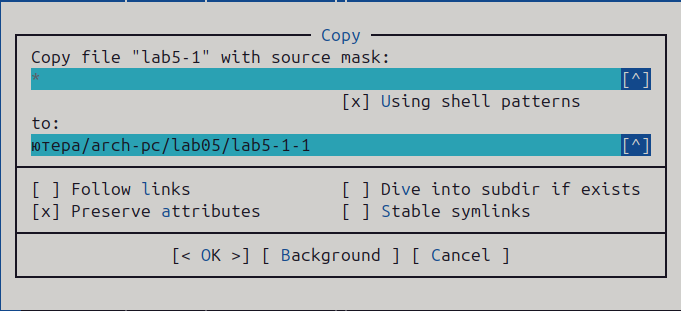 Copy
Copy file "lab5-1" with source mask:
* [^]
[x] Using shell patterns
to:
ютера/arch-pc/lab05/lab5-1-1 [^]
[ ] Follow links [ ] Dive into subdir if exists
[x] Preserve attributes [ ] Stable symlinks
[< OK >] [ Background ] [ Cancel ]